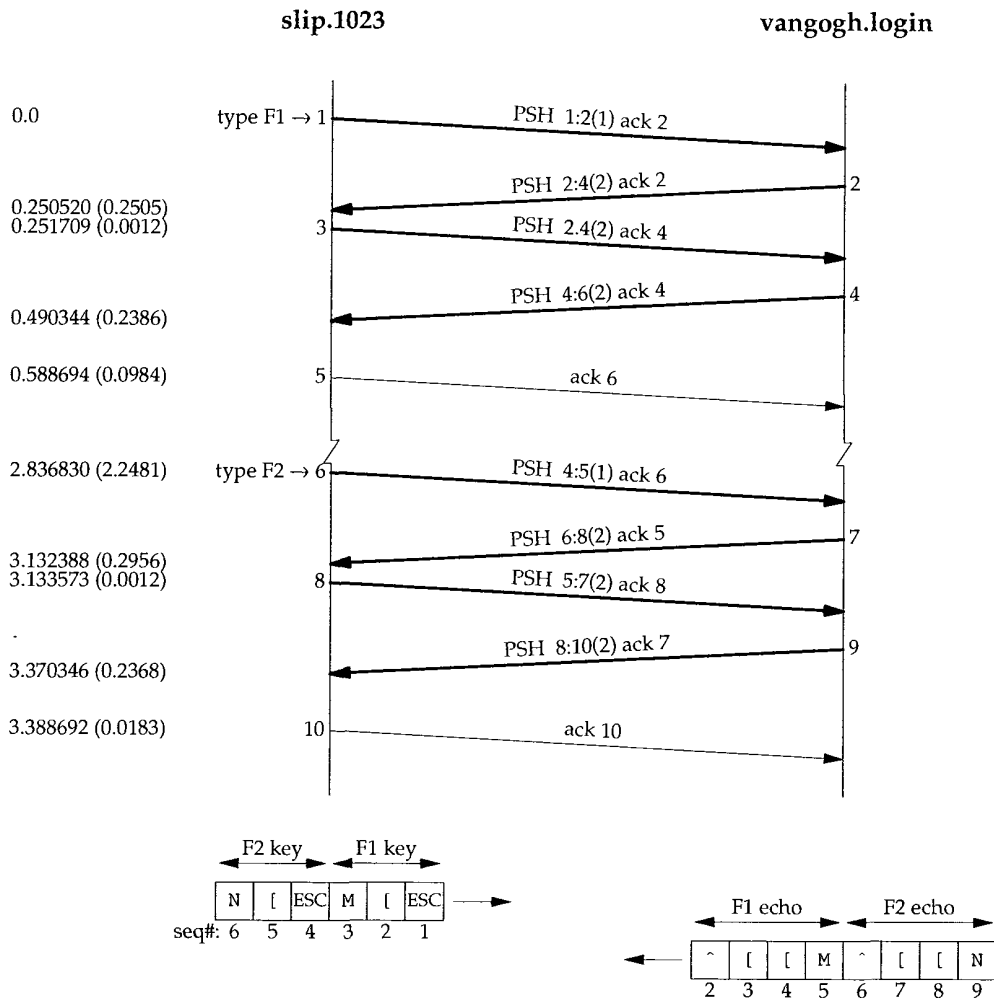 slip.1023 vangogh.login
0.0 type F1 → 1 PSH 1:2(1) ack 2
PSH 2:4(2) ack 2 2
0.250520 (0.2505)
0.251709 (0.0012) 3 PSH 2.4(2) ack 4
PSH 4:6(2) ack 4 4
0.490344 (0.2386)
0.588694 (0.0984) 5 ack 6
2.836830 (2.2481) type F2 → 6 PSH 4:5(1) ack 6
PSH 6:8(2) ack 5 7
3.132388 (0.2956)
3.133573 (0.0012) 8 PSH 5:7(2) ack 8
PSH 8:10(2) ack 7 9
3.370346 (0.2368)
3.388692 (0.0183) 10 ack 10
F2 key F1 key
N [ ESC M [ ESC
seq#: 6 5 4 3 2 1
F1 echo F2 echo
^ [ [ M ^ [ [ N
2 3 4 5 6 7 8 9